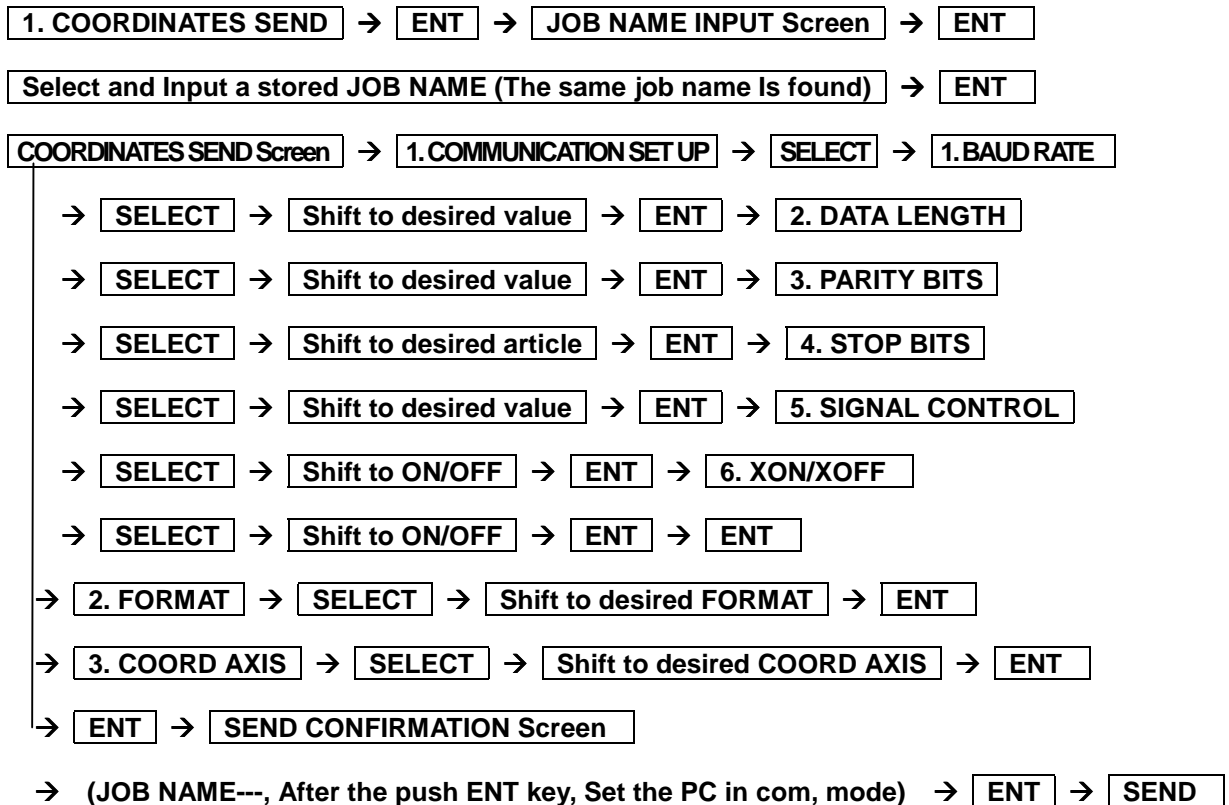 1. COORDINATES SEND → ENT → JOB NAME INPUT Screen → ENT
Select and Input a stored JOB NAME (The same job name Is found) → ENT
COORDINATES SEND Screen → 1. COMMUNICATION SET UP → SELECT → 1. BAUD RATE
→ SELECT → Shift to desired value → ENT → 2. DATA LENGTH
→ SELECT → Shift to desired value → ENT → 3. PARITY BITS
→ SELECT → Shift to desired article → ENT → 4. STOP BITS
→ SELECT → Shift to desired value → ENT → 5. SIGNAL CONTROL
→ SELECT → Shift to ON/OFF → ENT → 6. XON/XOFF
→ SELECT → Shift to ON/OFF → ENT → ENT
→ 2. FORMAT → SELECT → Shift to desired FORMAT → ENT
→ 3. COORD AXIS → SELECT → Shift to desired COORD AXIS → ENT
→ ENT → SEND CONFIRMATION Screen
→ (JOB NAME---, After the push ENT key, Set the PC in com, mode) → ENT → SEND